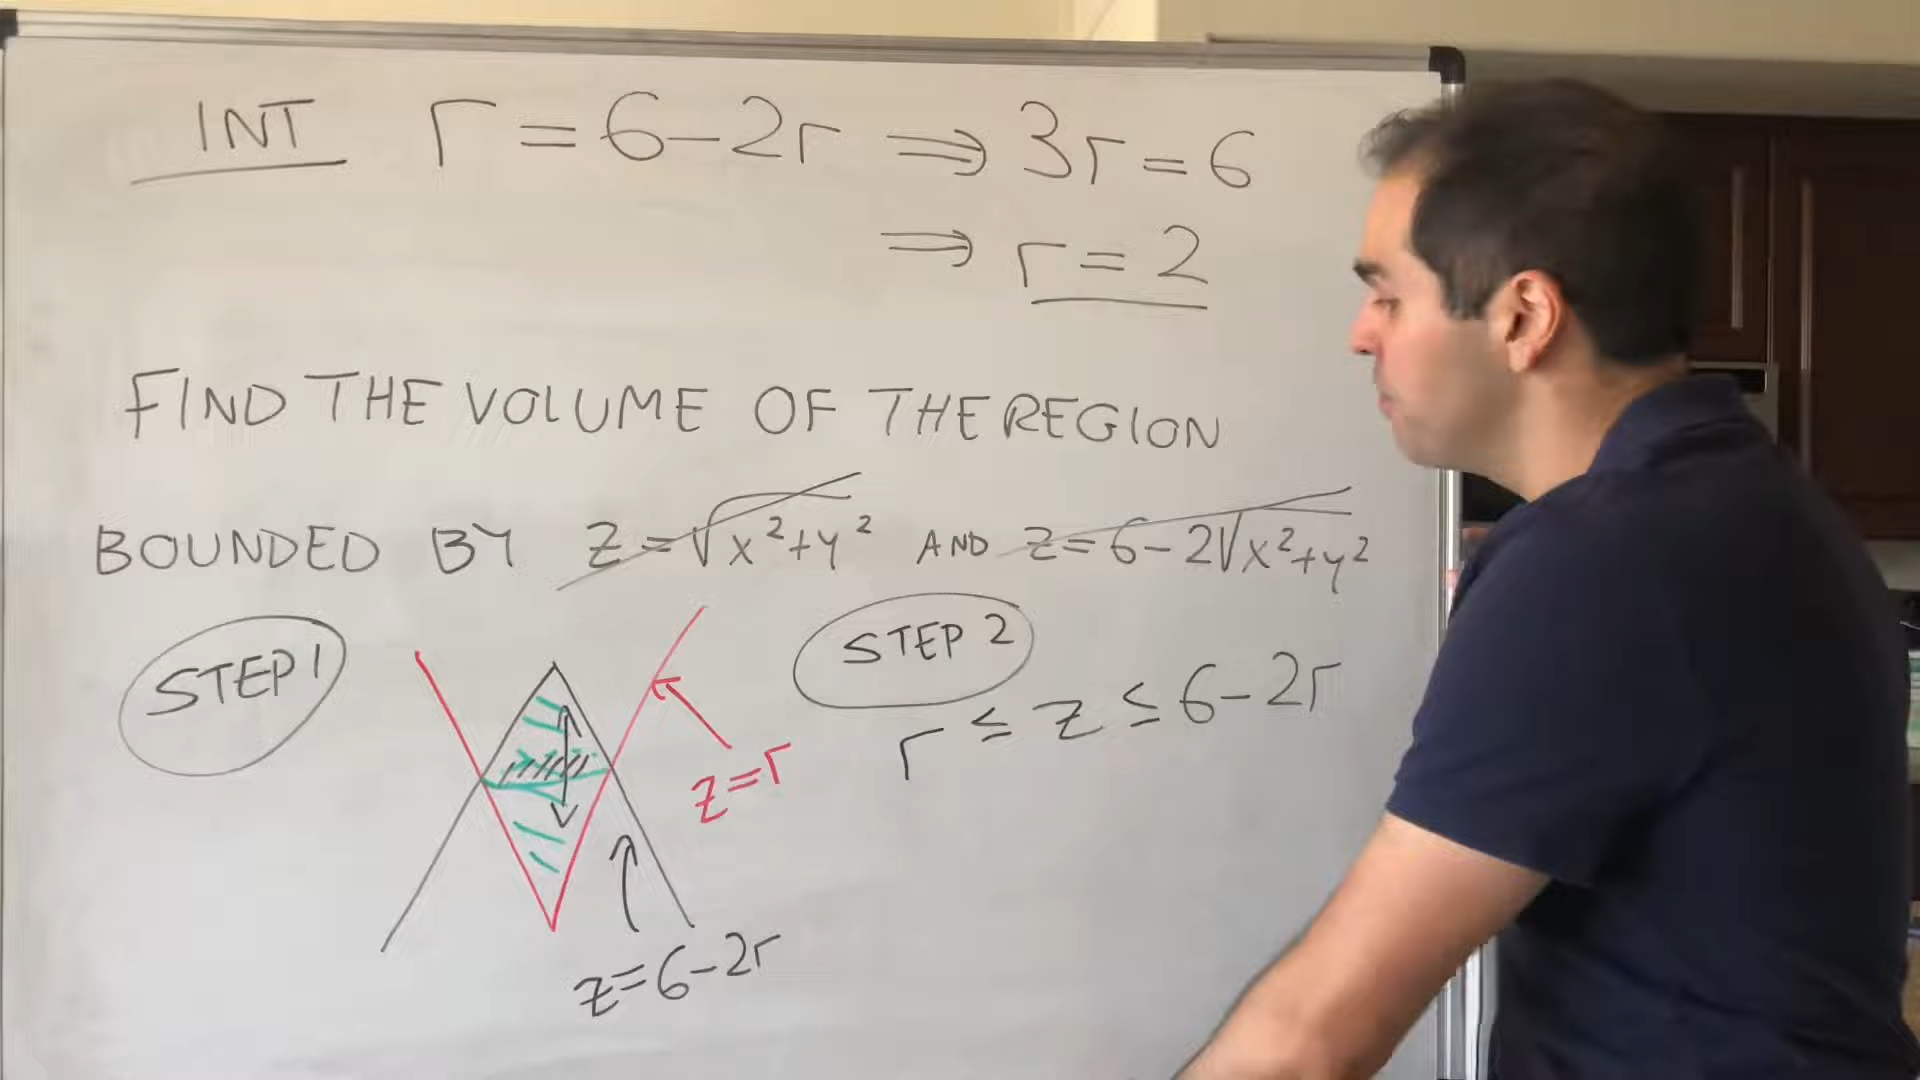 INT r = 6-2r ⟹ 3r = 6
⟹ r = 2
FIND THE VOLUME OF THE REGION
BOUNDED BY z=√x²+y² AND z=6-2√x²+y²
STEP 1
STEP 2
r ≤ z ≤ 6-2r
z=r
z=6-2r